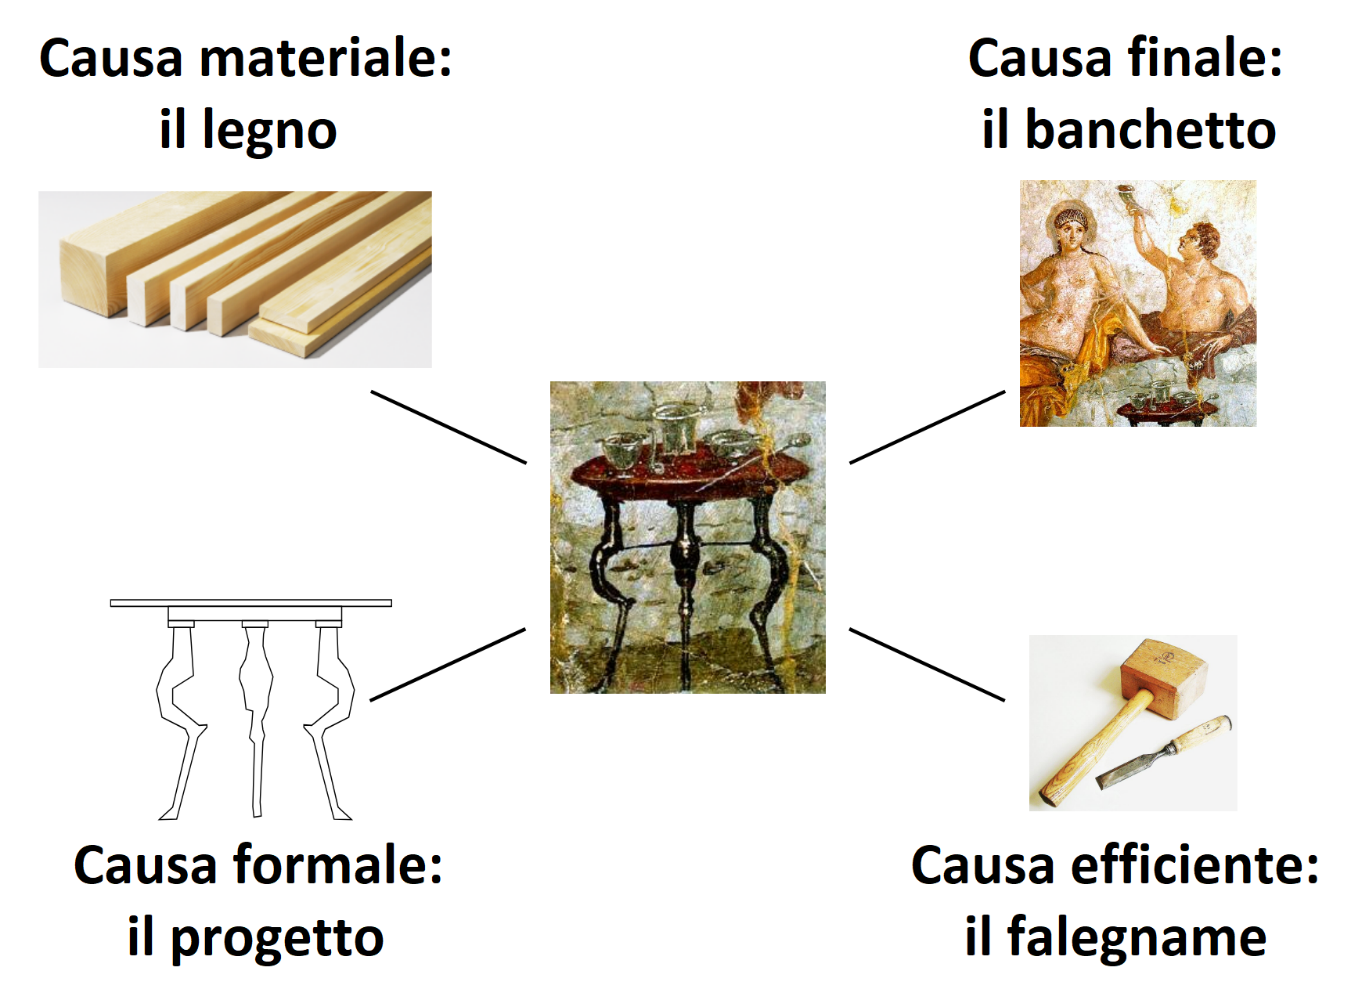 Causa materiale:
il legno
Causa finale:
il banchetto
Causa formale:
il progetto
Causa efficiente:
il falegname